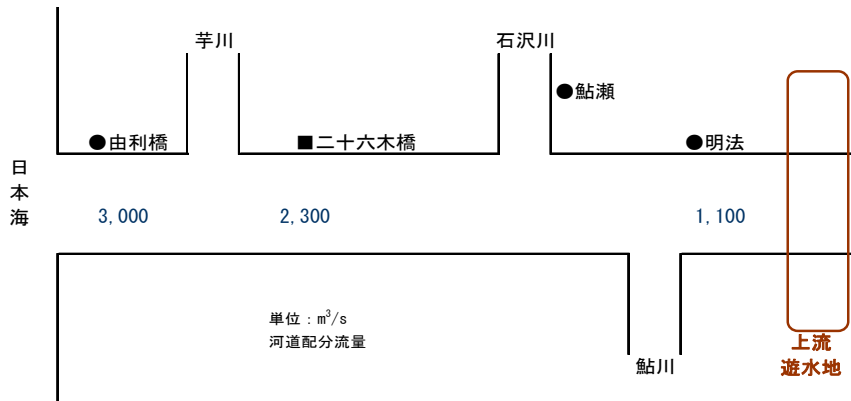 芋川
石沢川
●鮎瀬
●由利橋
■二十六木橋
●明法
日本海
3,000
2,300
1,100
単位：m³/s
河道配分流量
上流
遊水地
鮎川